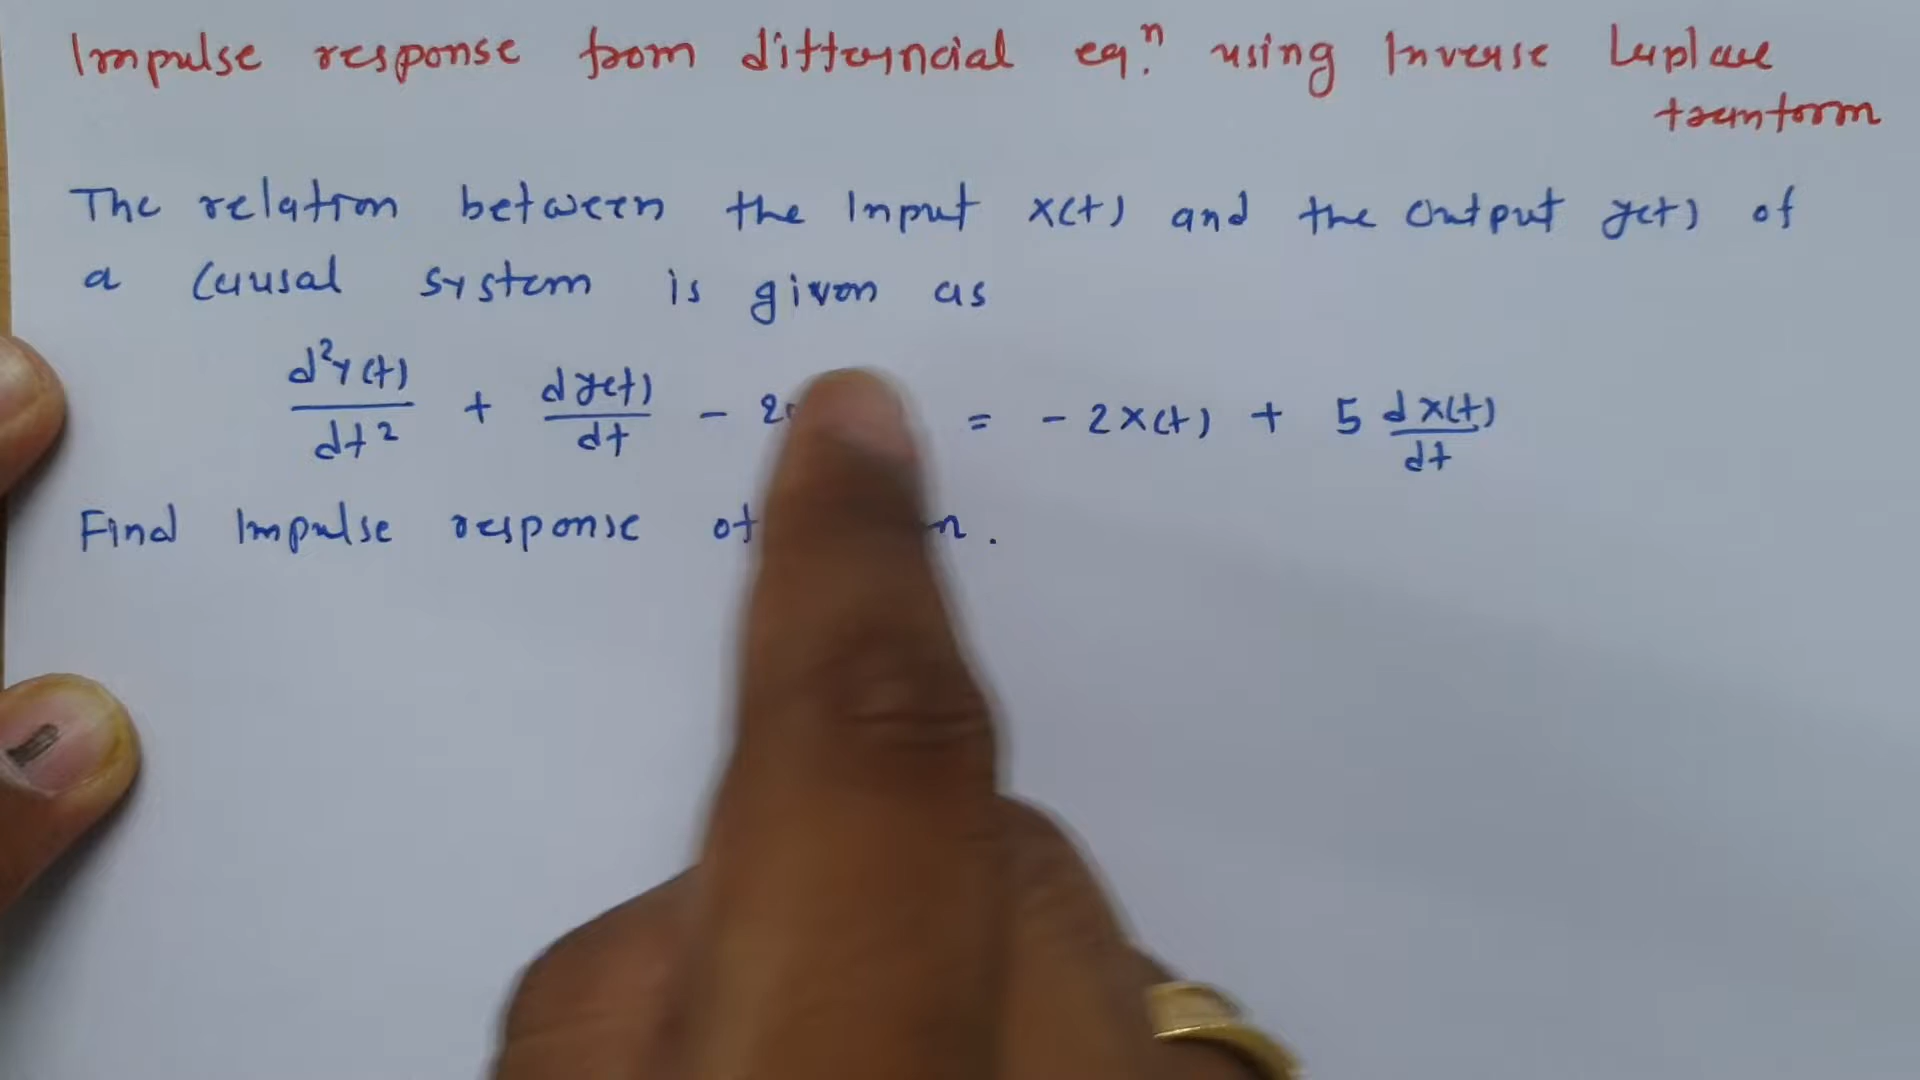 Impulse response from differencial eqn. using Inverse Laplace
transform
The relation between the Input x(t) and the output y(t) of
a causal system is given as
d²y(t)/dt² + dy(t)/dt - 2 = - 2x(t) + 5 dx(t)/dt
Find Impulse response of